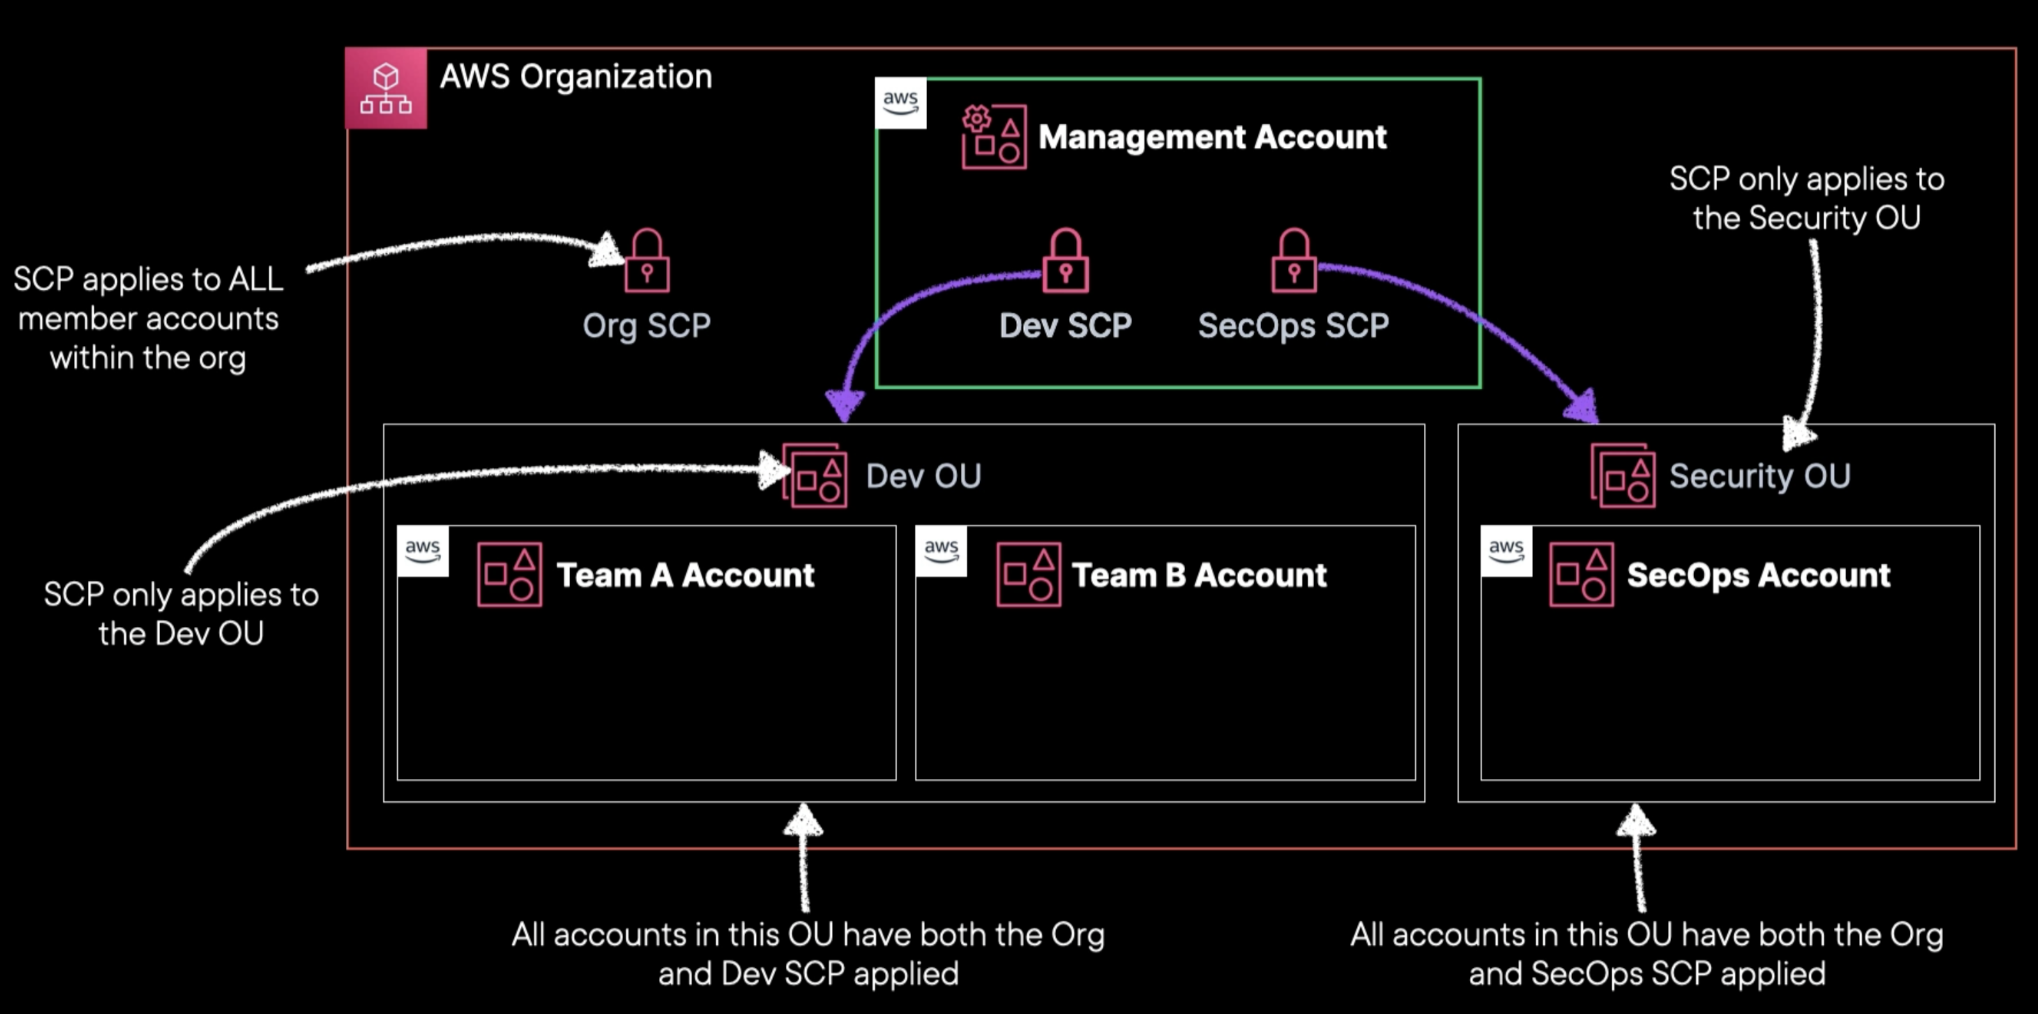 AWS Organization
aws
Management Account
SCP only applies to
the Security OU
SCP applies to ALL
member accounts
within the org
Org SCP
Dev SCP
SecOps SCP
Dev OU
Security OU
aws
Team A Account
aws
Team B Account
aws
SecOps Account
SCP only applies to
the Dev OU
All accounts in this OU have both the Org
and Dev SCP applied
All accounts in this OU have both the Org
and SecOps SCP applied